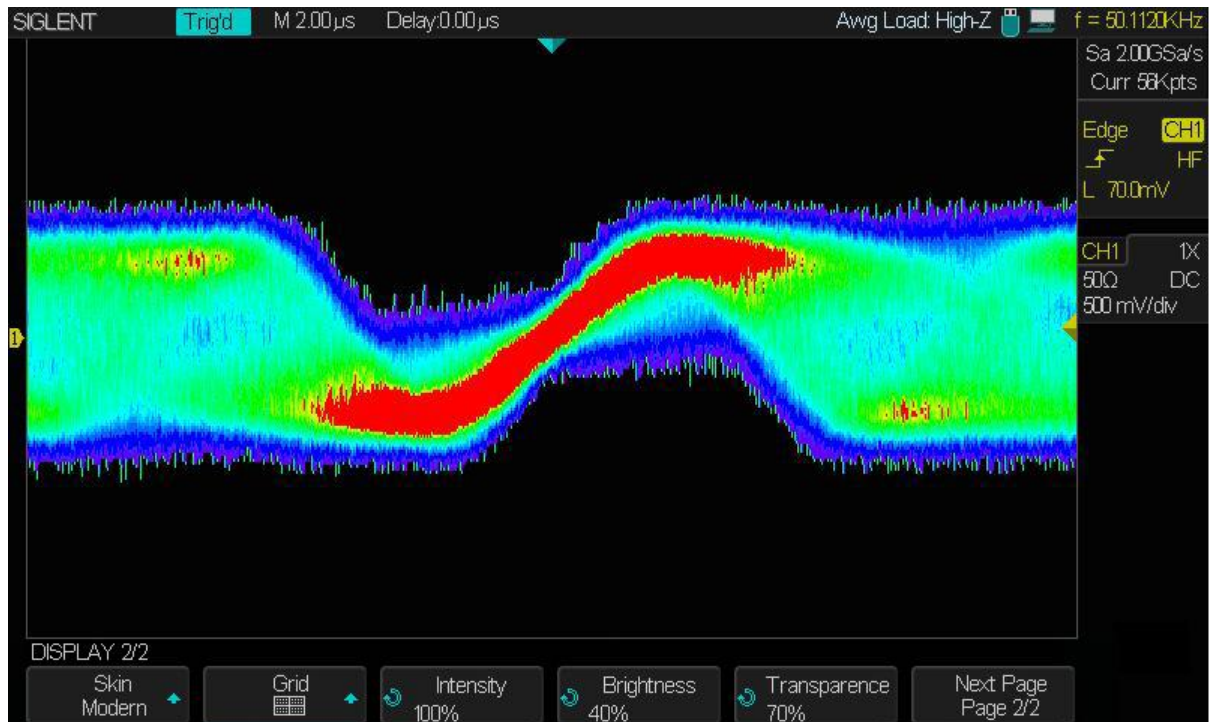 SIGLENT Trig'd M 2.00µs Delay:0.00µs Awg Load: High-Z f = 50.1120KHz
Sa 2.00GSa/s
Curr 56Kpts
Edge CH1
HF
L 70.0mV
CH1 1X
50Ω DC
500 mV/div
1
DISPLAY 2/2
Skin Grid Intensity Brightness Transparence Next Page
Modern 100% 40% 70% Page 2/2